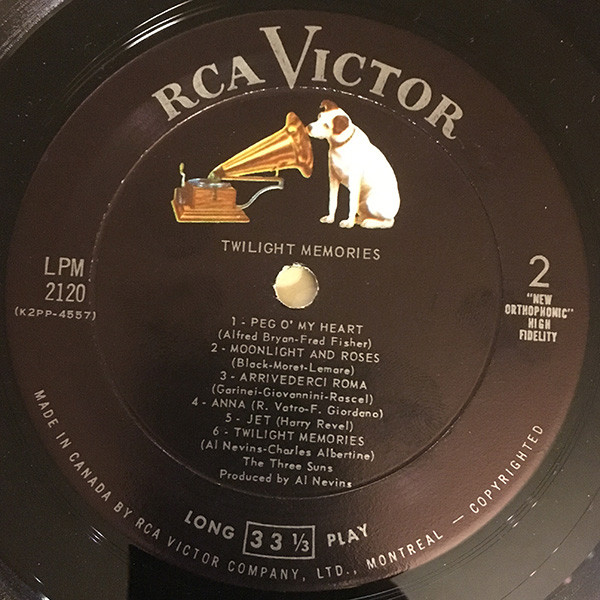 RCA VICTOR
TWILIGHT MEMORIES
LPM
2120
(K2PP-4557)
2
"NEW
ORTHOPHONIC"
HIGH
FIDELITY
1 - PEG O' MY HEART
(Alfred Bryan-Fred Fisher)
2 - MOONLIGHT AND ROSES
(Black-Moret-Lemare)
3 - ARRIVEDERCI ROMA
(Garinei-Giovannini-Rascel)
4 - ANNA (R. Vatro-F. Giordano)
5 - JET (Harry Revel)
6 - TWILIGHT MEMORIES
(Al Nevins-Charles Albertine)
The Three Suns
Produced by Al Nevins
LONG 33 1/3 PLAY
MADE IN CANADA BY RCA VICTOR COMPANY, LTD., MONTREAL — COPYRIGHTED